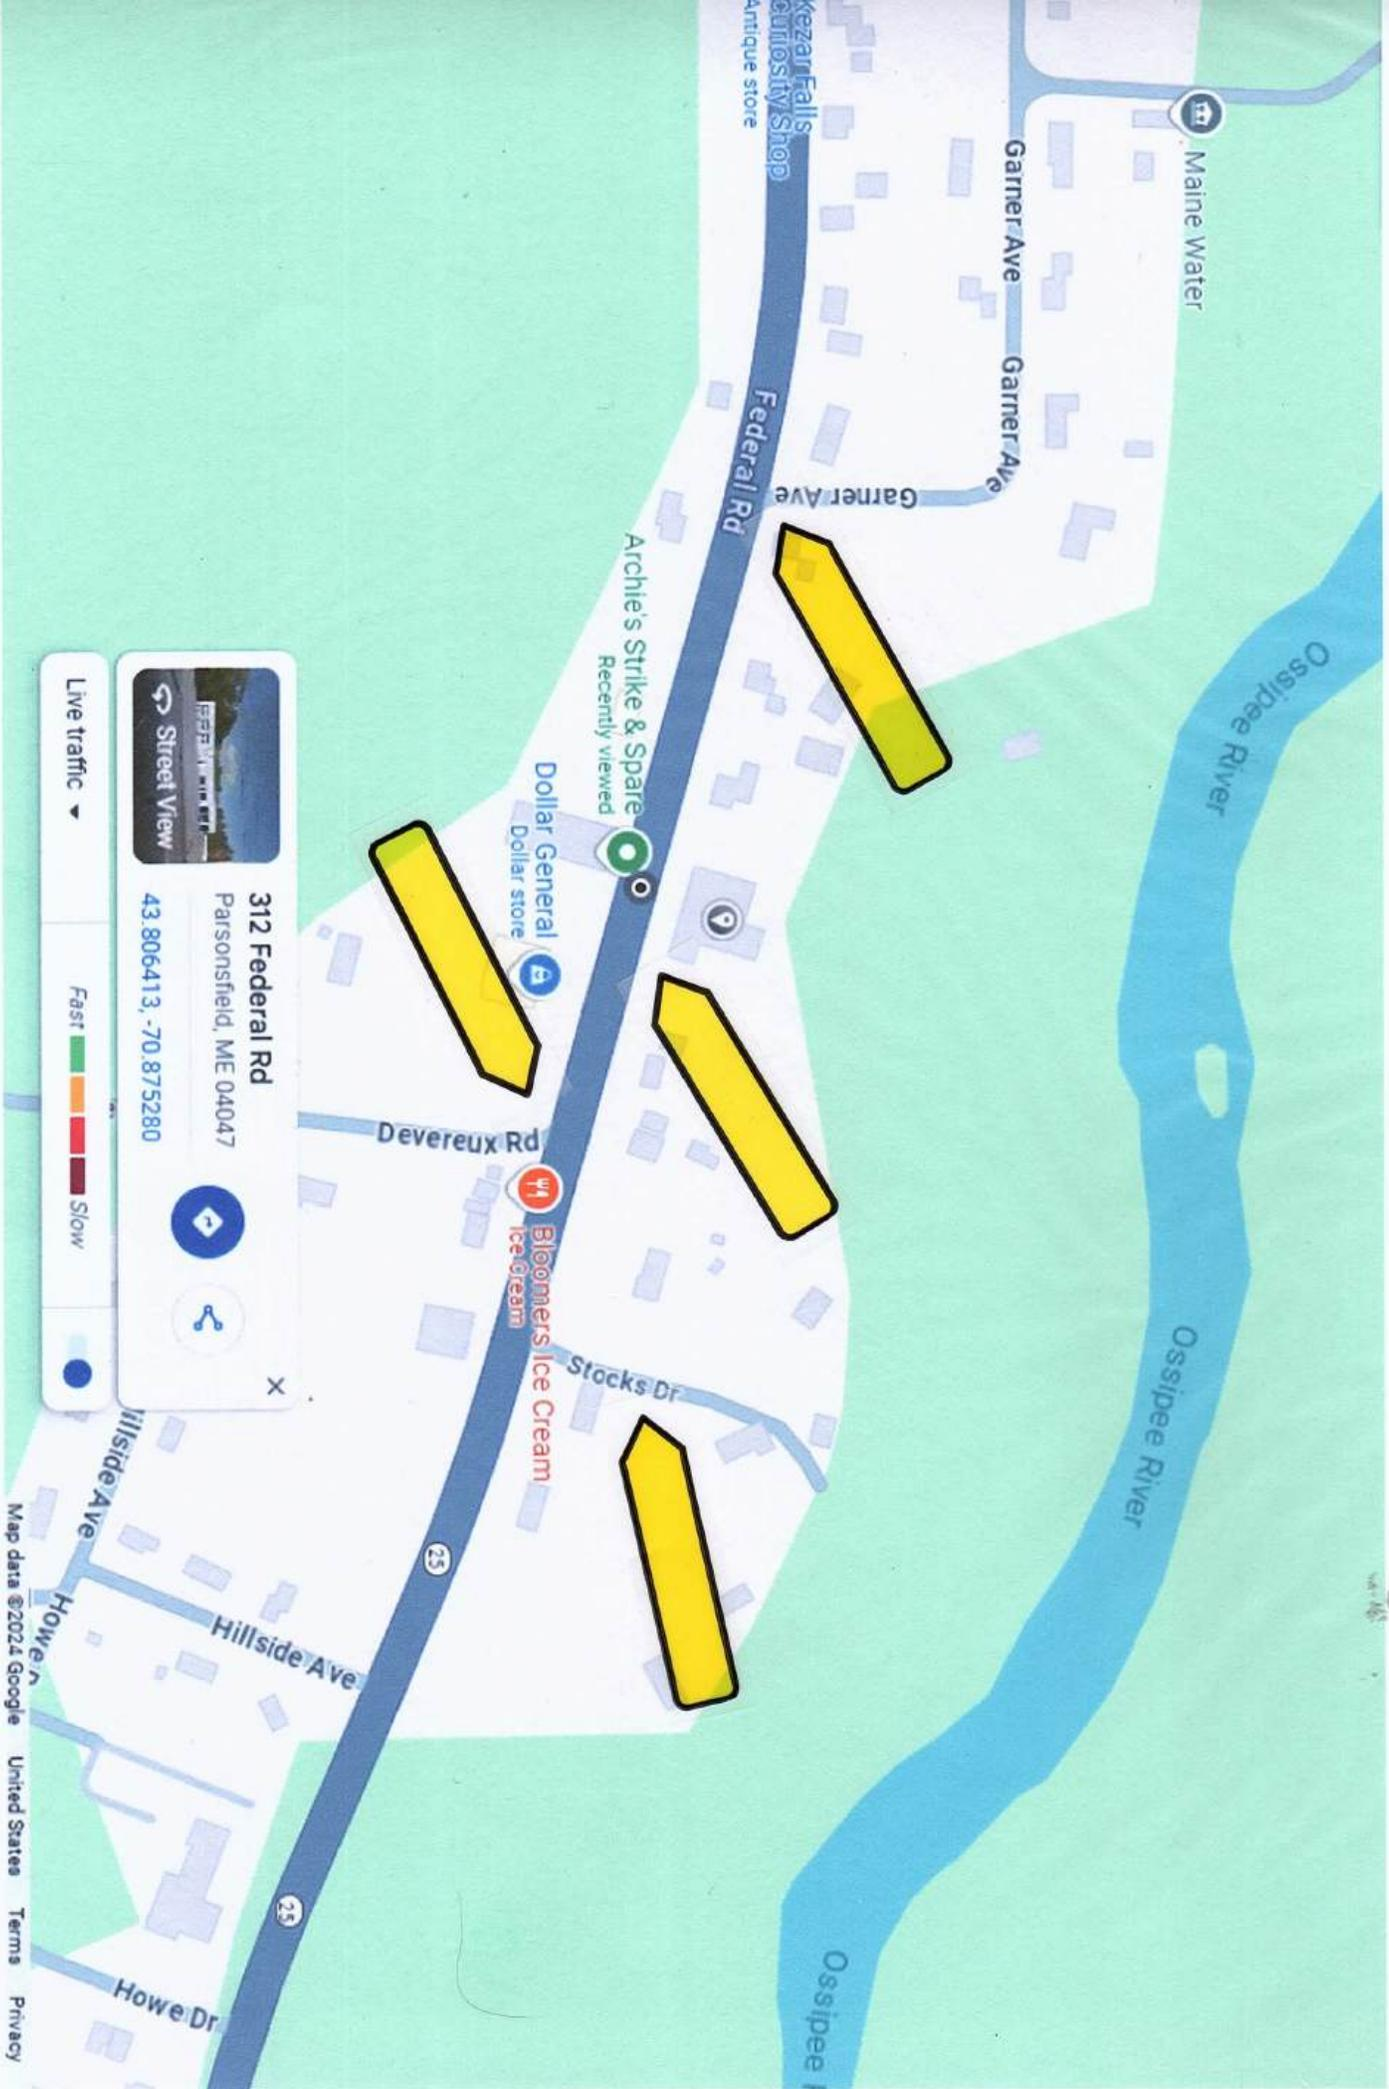 Kezar Falls
Curiosity Shop
Antique store
Maine Water
Garner Ave
Garner Ave
Garner Ave
Federal Rd
Ossipee River
Archie's Strike & Spare
Recently viewed
Dollar General
Dollar store
Devereux Rd
Bloomers Ice Cream
Ice Cream
Stocks Dr
Ossipee River
25
Hillside Ave
25
Howe Dr
Ossipee
312 Federal Rd
Parsonsfield, ME 04047
43.806413, -70.875280
Street View
Live traffic
Fast
Slow
illside Ave
Howe D
Map data ©2024 Google United States Terms Privacy